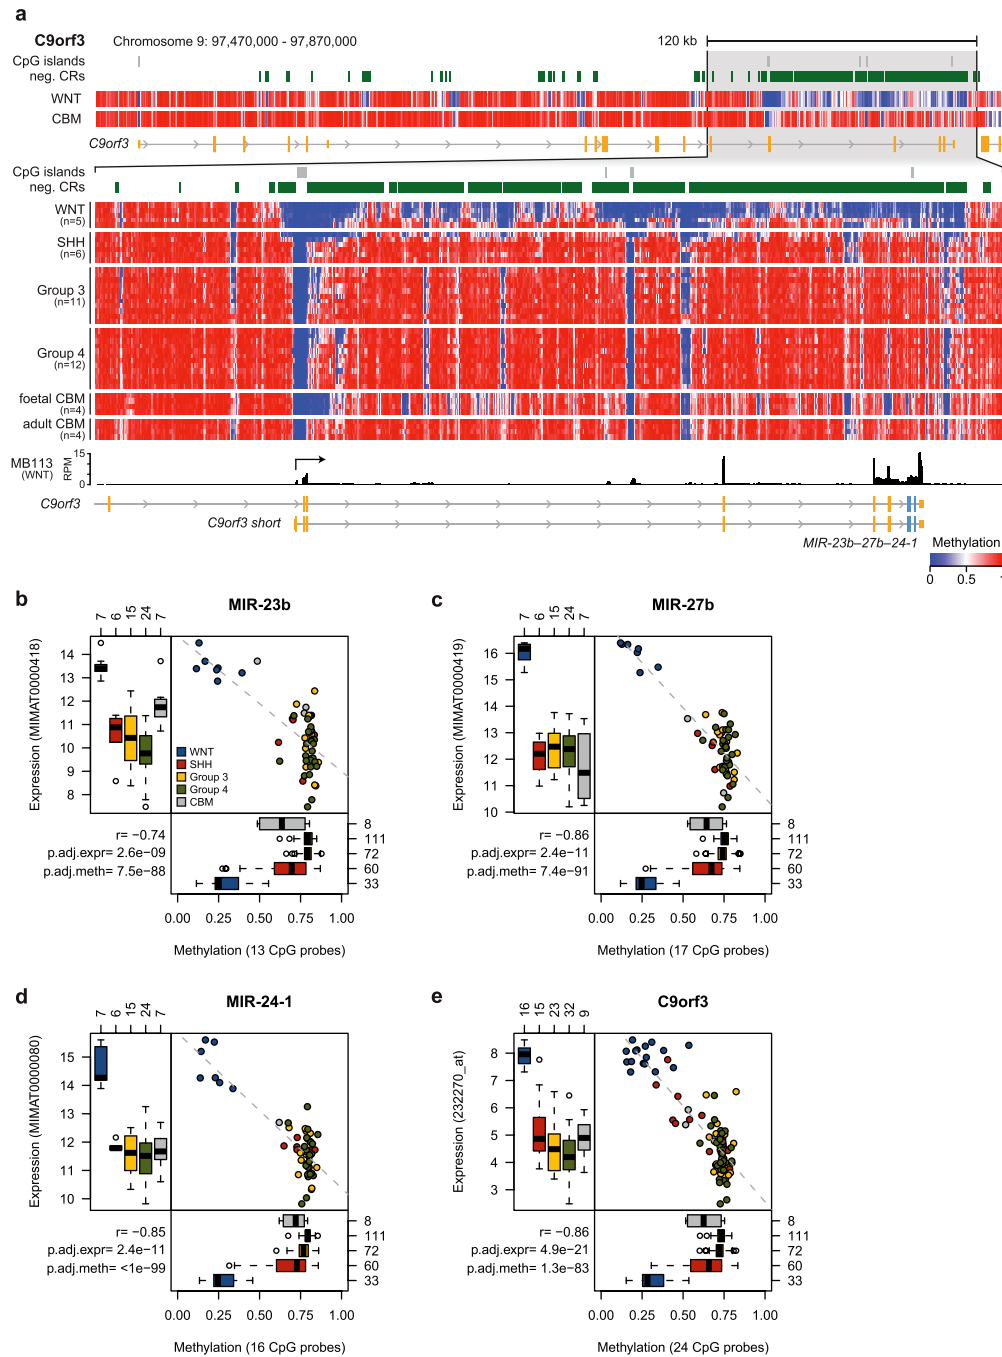 a
C9orf3 Chromosome 9: 97,470,000 - 97,870,000 120 kb
CpG islands
neg. CRs
WNT
CBM
C9orf3
CpG islands
neg. CRs
WNT
(n=5)
SHH
(n=6)
Group 3
(n=11)
Group 4
(n=12)
foetal CBM
(n=4)
adult CBM
(n=4)
MB113
(WNT)
RPM
15
0
C9orf3
C9orf3 short
MIR-23b–27b–24-1
Methylation
0 0.5 1
b
MIR-23b
7 6 15 24 7
Expression (MIMAT0000418)
14
13
12
11
10
9
8
WNT
SHH
Group 3
Group 4
CBM
r= −0.74
p.adj.expr= 2.6e−09
p.adj.meth= 7.5e−88
8
111
72
60
33
0.00 0.25 0.50 0.75 1.00
Methylation (13 CpG probes)
c
MIR-27b
7 6 15 24 7
Expression (MIMAT0000419)
16
15
14
13
12
11
10
r= −0.86
p.adj.expr= 2.4e−11
p.adj.meth= 7.4e−91
8
111
72
60
33
0.00 0.25 0.50 0.75 1.00
Methylation (17 CpG probes)
d
MIR-24-1
7 6 15 24 7
Expression (MIMAT0000080)
15
14
13
12
11
10
r= −0.85
p.adj.expr= 2.4e−11
p.adj.meth= <1e−99
8
111
72
60
33
0.00 0.25 0.50 0.75 1.00
Methylation (16 CpG probes)
e
C9orf3
16 15 23 32 9
Expression (232270_at)
8
7
6
5
4
3
r= −0.86
p.adj.expr= 4.9e−21
p.adj.meth= 1.3e−83
8
111
72
60
33
0.00 0.25 0.50 0.75 1.00
Methylation (24 CpG probes)